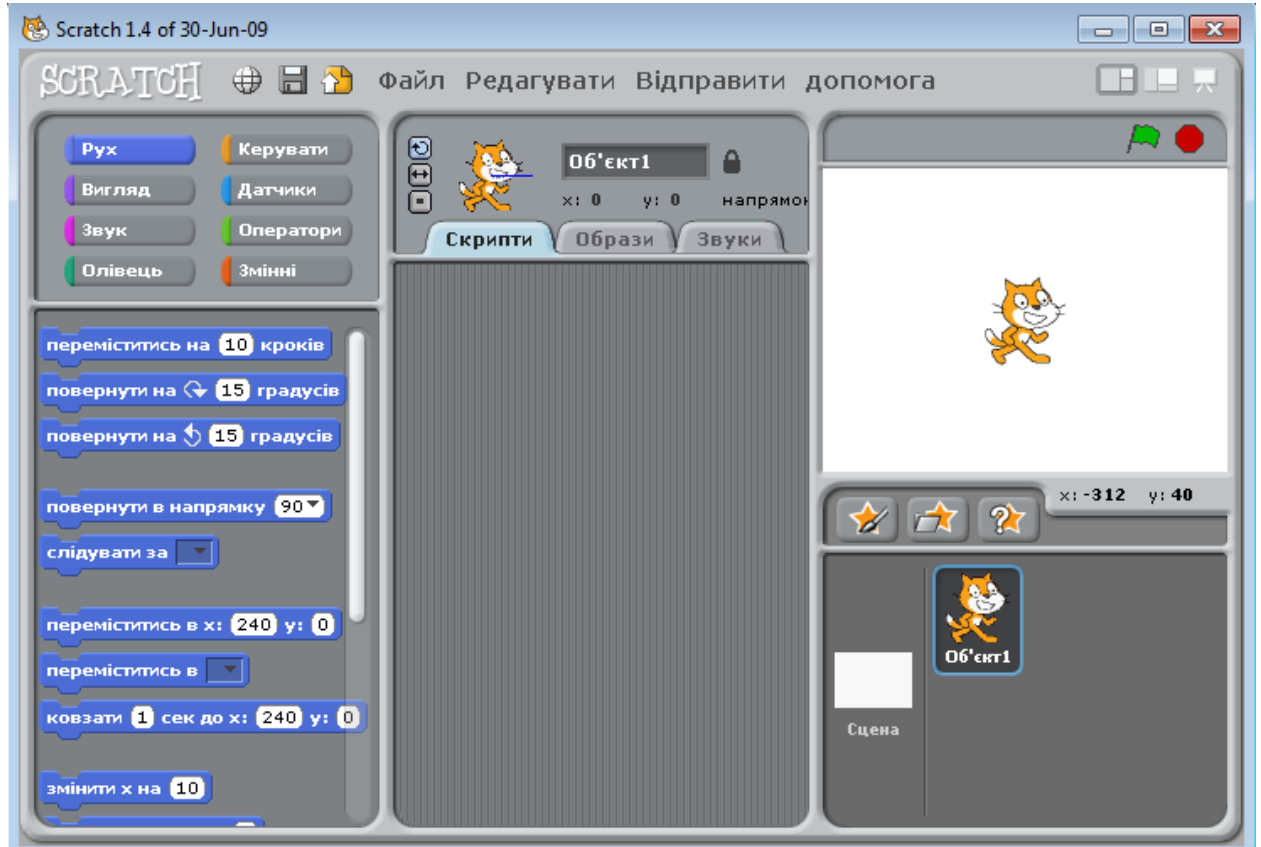 Scratch 1.4 of 30-Jun-09
SCRATCH Файл Редагувати Відправити допомога
Рух Керувати
Вигляд Датчики
Звук Оператори
Олівець Змінні
переміститись на 10 кроків
повернути на 15 градусів
повернути на 15 градусів
повернути в напрямку 90
слідувати за
переміститись в x: 240 y: 0
переміститись в
ковзати 1 сек до x: 240 y: 0
змінити x на 10
Об'єкт1
x: 0 y: 0 напрямок
Скрипти Образи Звуки
x: -312 y: 40
Об'єкт1
Сцена